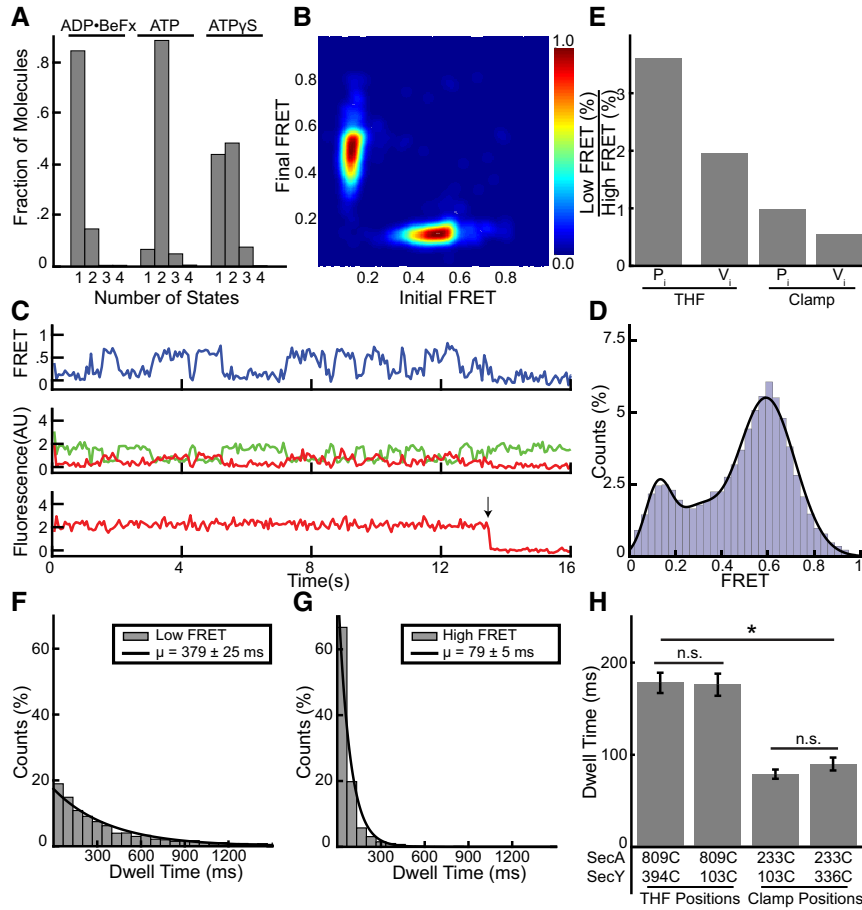 A
ADP•BeFx ATP ATPγS
Fraction of Molecules
.8
.6
.4
.2
0
1 2 3 4 1 2 3 4 1 2 3 4
Number of States
B
Final FRET
0.8
0.6
0.4
0.2
0.2 0.4 0.6 0.8
Initial FRET
1.0
0.0
E
Low FRET (%)
High FRET (%)
3
2
1
0
Pi Vi Pi Vi
THF Clamp
C
FRET
1
.5
0
Fluorescence(AU)
4
2
0
4
2
0
0 4 8 12 16
Time(s)
D
Counts (%)
7.5
5
2.5
0
0 0.2 0.4 0.6 0.8 1
FRET
F
Low FRET
μ = 379 ± 25 ms
Counts (%)
60
40
20
0
300 600 900 1200
Dwell Time (ms)
G
High FRET
μ = 79 ± 5 ms
Counts (%)
60
40
20
0
300 600 900 1200
Dwell Time (ms)
H
*
n.s.
n.s.
Dwell Time (ms)
200
100
0
SecA 809C 809C 233C 233C
SecY 394C 103C 103C 336C
THF Positions Clamp Positions